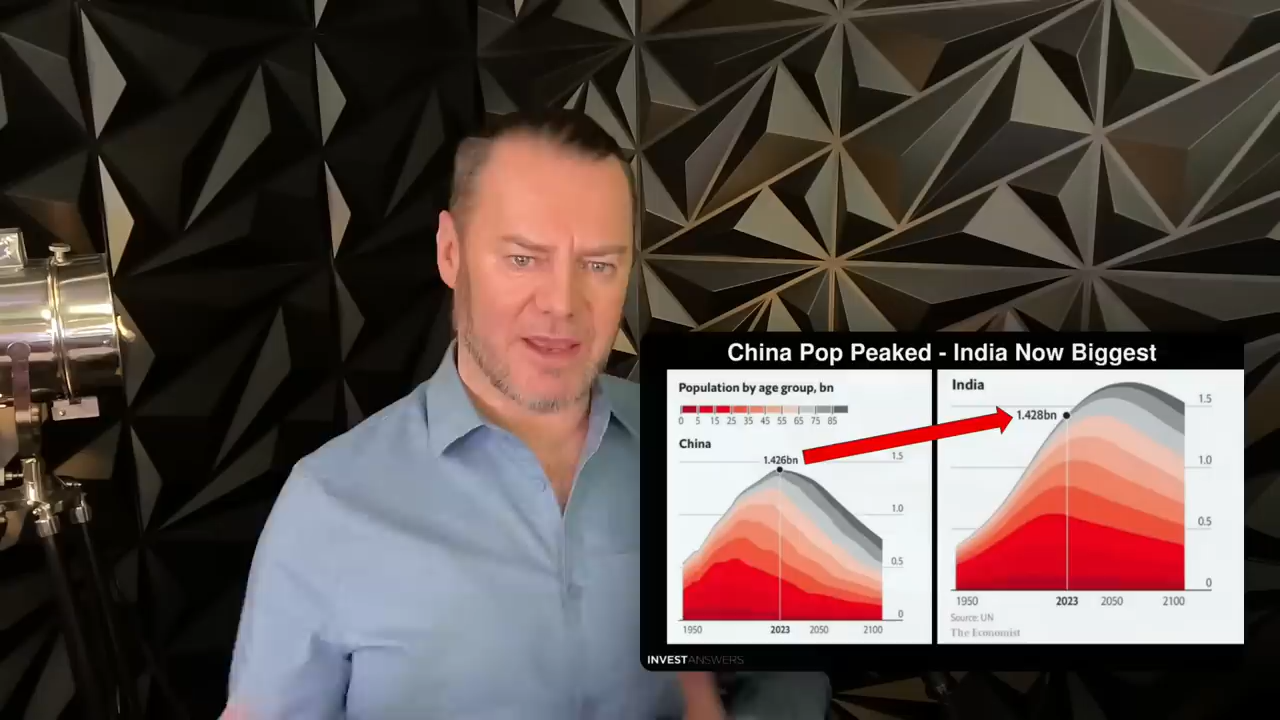 China Pop Peaked - India Now Biggest
Population by age group, bn
0 5 15 25 35 45 55 65 75 85
China
1.426bn
1.5
1.0
0.5
0
1950 2023 2050 2100
India
1.428bn
1.5
1.0
0.5
0
1950 2023 2050 2100
Source: UN
The Economist
INVESTANSWERS